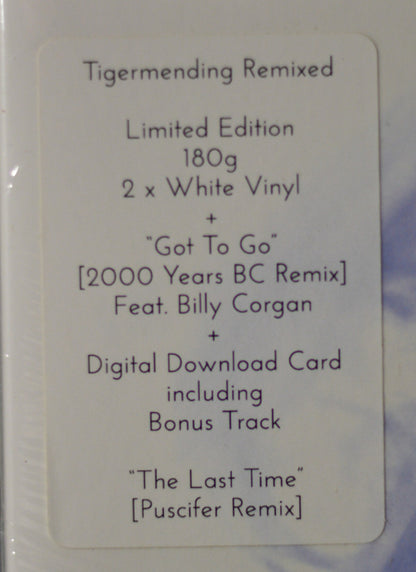 Tigermending Remixed
Limited Edition
180g
2 x White Vinyl
+
"Got To Go"
[2000 Years BC Remix]
Feat. Billy Corgan
+
Digital Download Card
including
Bonus Track
"The Last Time"
[Puscifer Remix]